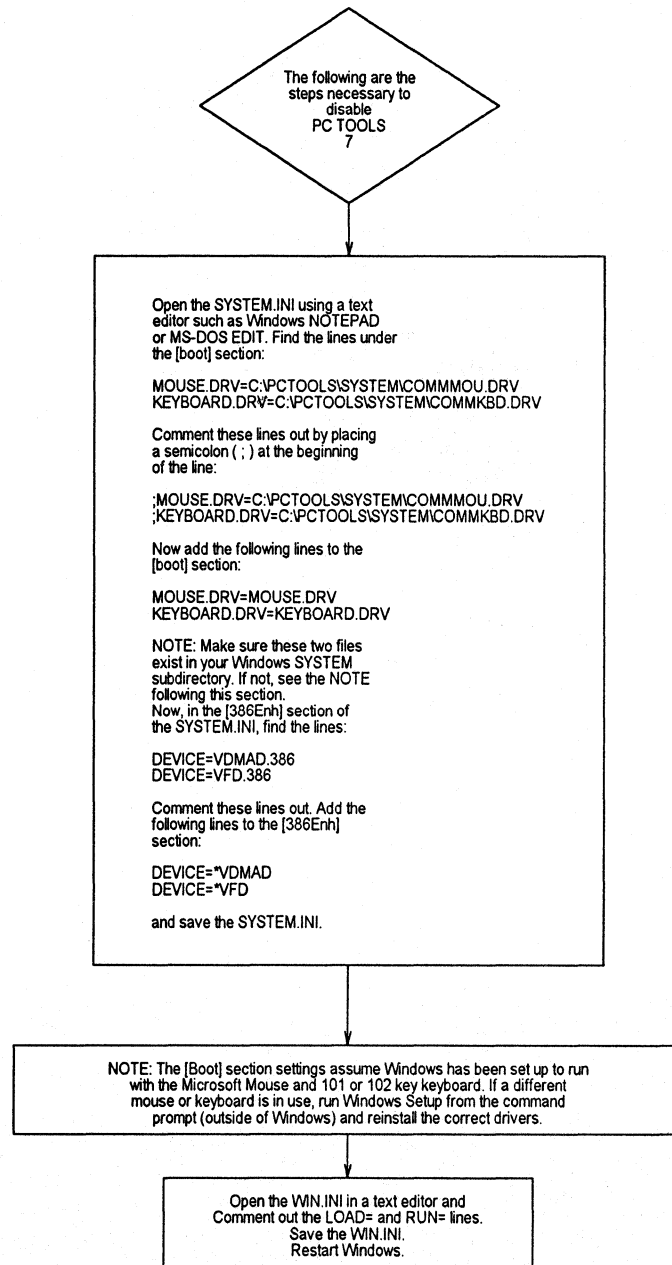 The following are the
steps necessary to
disable
PC TOOLS
7
Open the SYSTEM.INI using a text
editor such as Windows NOTEPAD
or MS-DOS EDIT. Find the lines under
the [boot] section:
MOUSE.DRV=C:\PCTOOLS\SYSTEM\COMMMOU.DRV
KEYBOARD.DRV=C:\PCTOOLS\SYSTEM\COMMKBD.DRV
Comment these lines out by placing
a semicolon ( ; ) at the beginning
of the line:
;MOUSE.DRV=C:\PCTOOLS\SYSTEM\COMMMOU.DRV
;KEYBOARD.DRV=C:\PCTOOLS\SYSTEM\COMMKBD.DRV
Now add the following lines to the
[boot] section:
MOUSE.DRV=MOUSE.DRV
KEYBOARD.DRV=KEYBOARD.DRV
NOTE: Make sure these two files
exist in your Windows SYSTEM
subdirectory. If not, see the NOTE
following this section.
Now, in the [386Enh] section of
the SYSTEM.INI, find the lines:
DEVICE=VDMAD.386
DEVICE=VFD.386
Comment these lines out. Add the
following lines to the [386Enh]
section:
DEVICE=*VDMAD
DEVICE=*VFD
and save the SYSTEM.INI.
NOTE: The [Boot] section settings assume Windows has been set up to run
with the Microsoft Mouse and 101 or 102 key keyboard. If a different
mouse or keyboard is in use, run Windows Setup from the command
prompt (outside of Windows) and reinstall the correct drivers.
Open the WIN.INI in a text editor and
Comment out the LOAD= and RUN= lines.
Save the WIN.INI.
Restart Windows.